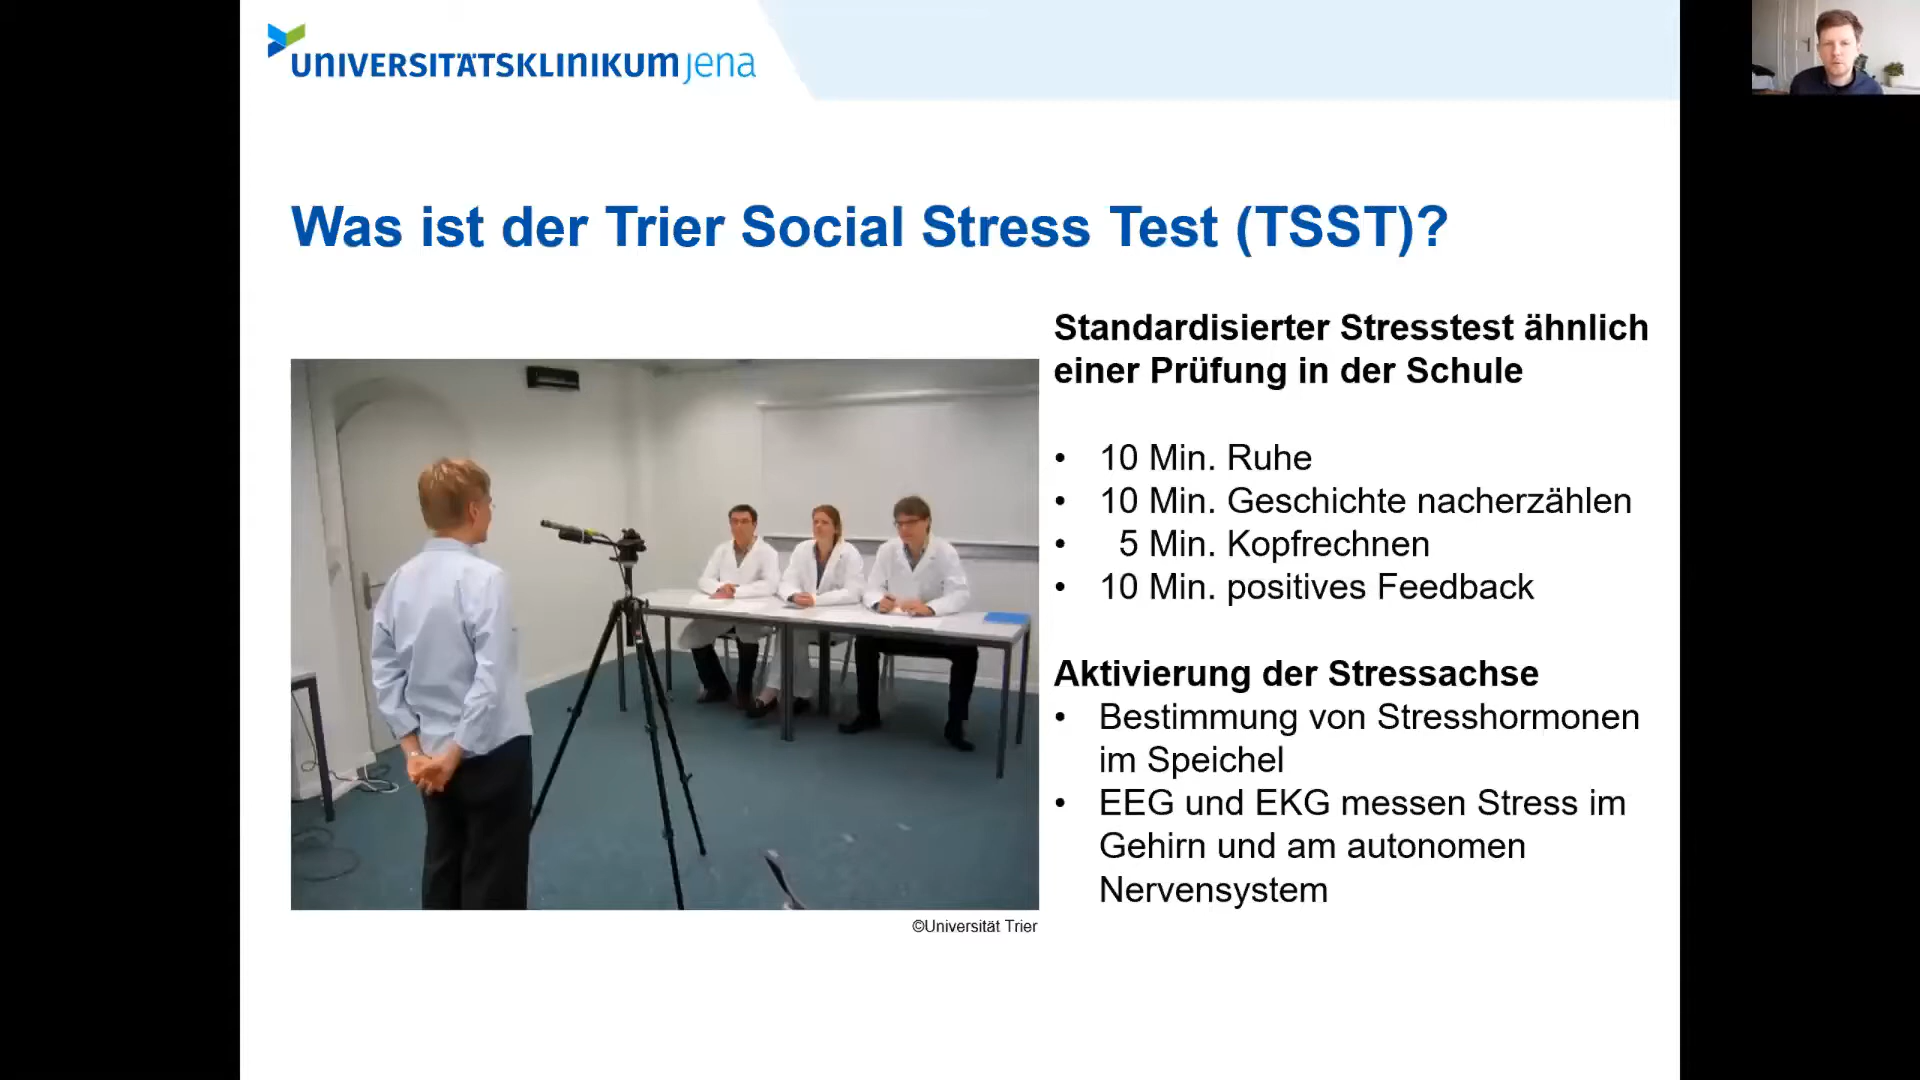 UNIVERSITÄTSKLINIKUM jena
Was ist der Trier Social Stress Test (TSST)?
Standardisierter Stresstest ähnlich
einer Prüfung in der Schule
• 10 Min. Ruhe
• 10 Min. Geschichte nacherzählen
• 5 Min. Kopfrechnen
• 10 Min. positives Feedback
Aktivierung der Stressachse
• Bestimmung von Stresshormonen
im Speichel
• EEG und EKG messen Stress im
Gehirn und am autonomen
Nervensystem
©Universität Trier